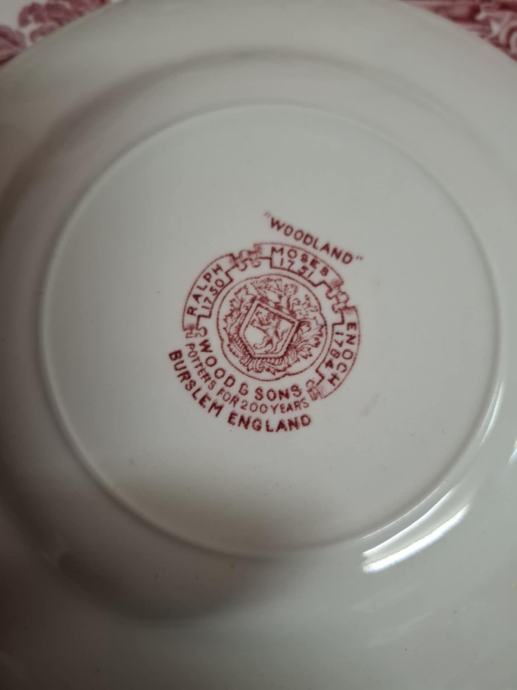 "WOODLAND"
RALPH
1750
MOSES
1751
ENOCH
1784
WOOD & SONS
POTTERS FOR 200 YEARS
BURSLEM ENGLAND